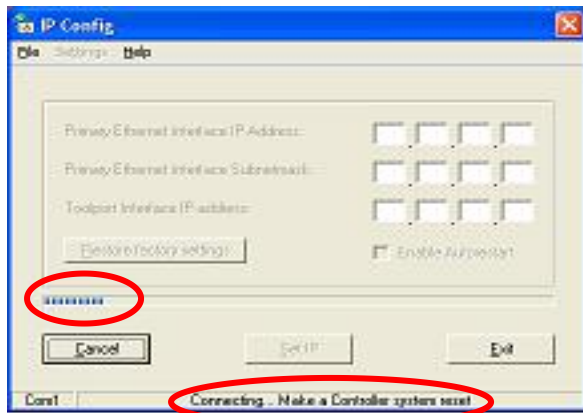 IP Config
File Settings Help
Primary Ethernet Interface IP-Address:
Primary Ethernet Interface Subnetmask:
Toolport Interface IP-address:
Restore factory settings
Enable Autorestart
Cancel
Set IP
Exit
Com1
Connecting... Make a Controller system reset